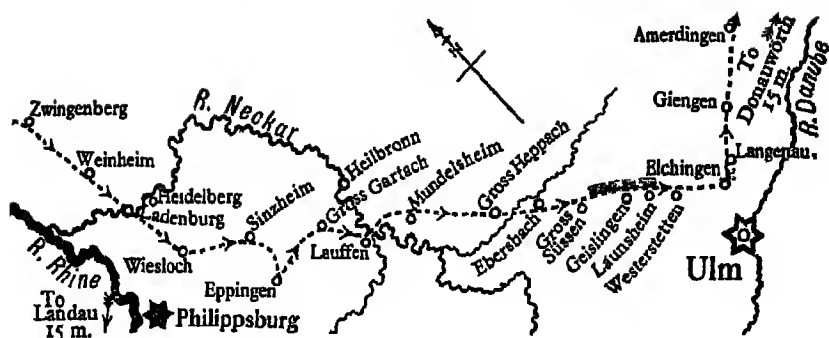 Amerdingen
To
Donauwörth
15 m.
R. Danube
Zwingenberg
R. Neckar
Giengen
Weinheim
Heilbronn
Gross Gartach
Mundelsheim
Gross Heppach
Langenau
Elchingen
Heidelberg
Ladenburg
Sinzheim
Wiesloch
Lauffen
Ebersbach
Gross
Süssen
Geislingen
Launsheim
Westerstetten
R. Rhine
Eppingen
Ulm
To
Landau
15 m.
Philippsburg
N